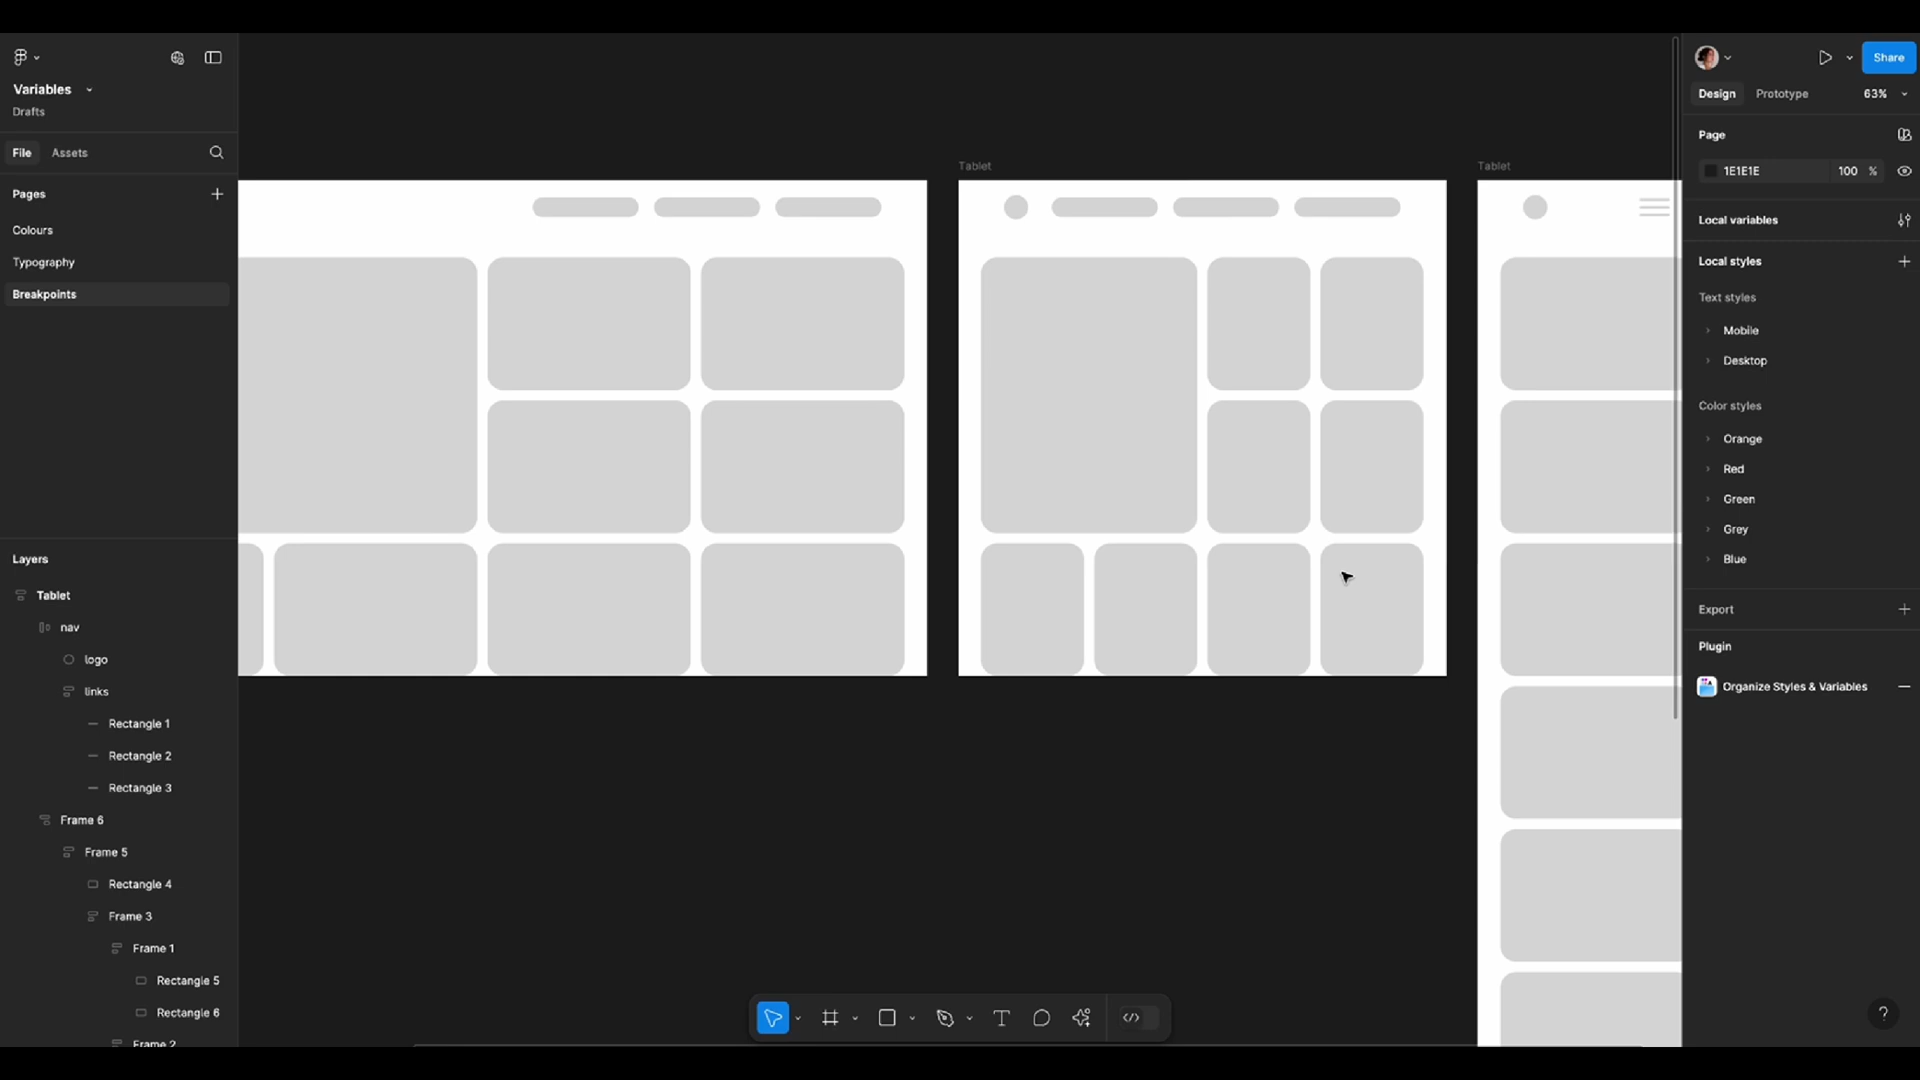 Variables
Drafts
File Assets
Pages
Colours
Typography
Breakpoints
Layers
Tablet
nav
logo
links
Rectangle 1
Rectangle 2
Rectangle 3
Frame 6
Frame 5
Rectangle 4
Frame 3
Frame 1
Rectangle 5
Rectangle 6
Frame 2
Tablet
Tablet
Share
Design Prototype 63%
Page
1E1E1E 100 %
Local variables
Local styles
Text styles
Mobile
Desktop
Color styles
Orange
Red
Green
Grey
Blue
Export
Plugin
Organize Styles & Variables
?